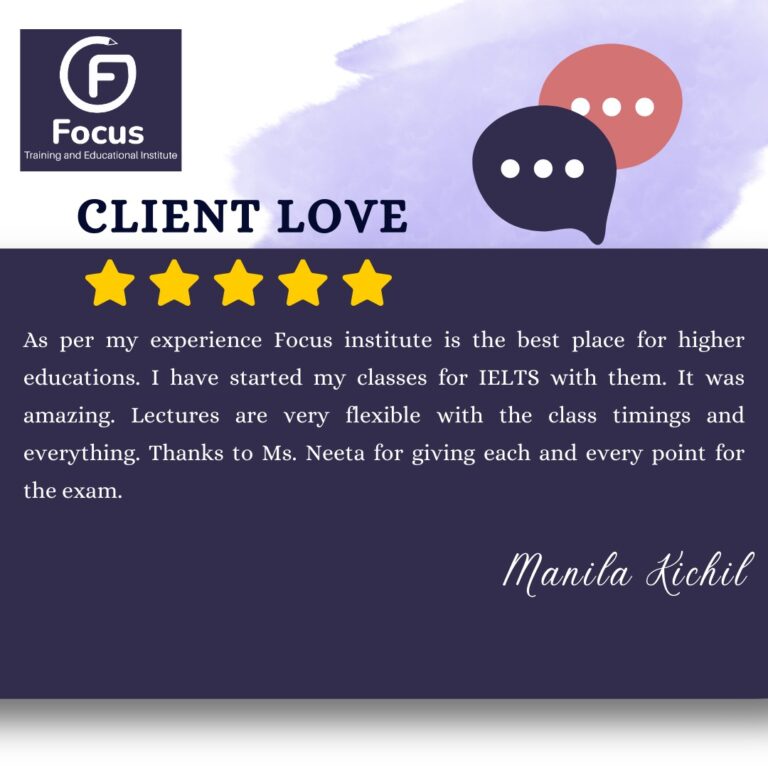 F
Focus
Training and Educational Institute
CLIENT LOVE
As per my experience Focus institute is the best place for higher
educations. I have started my classes for IELTS with them. It was
amazing. Lectures are very flexible with the class timings and
everything. Thanks to Ms. Neeta for giving each and every point for
the exam.
Manila Kichil